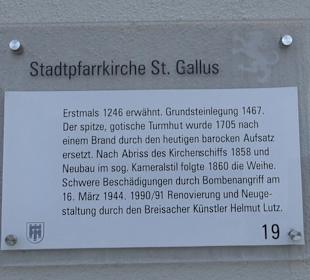 Stadtpfarrkirche St. Gallus
Erstmals 1246 erwähnt. Grundsteinlegung 1467.
Der spitze, gotische Turmhut wurde 1705 nach
einem Brand durch den heutigen barocken Aufsatz
ersetzt. Nach Abriss des Kirchenschiffs 1858 und
Neubau im sog. Kameralstil folgte 1860 die Weihe.
Schwere Beschädigungen durch Bombenangriff am
16. März 1944. 1990/91 Renovierung und Neuge-
staltung durch den Breisacher Künstler Helmut Lutz.
19